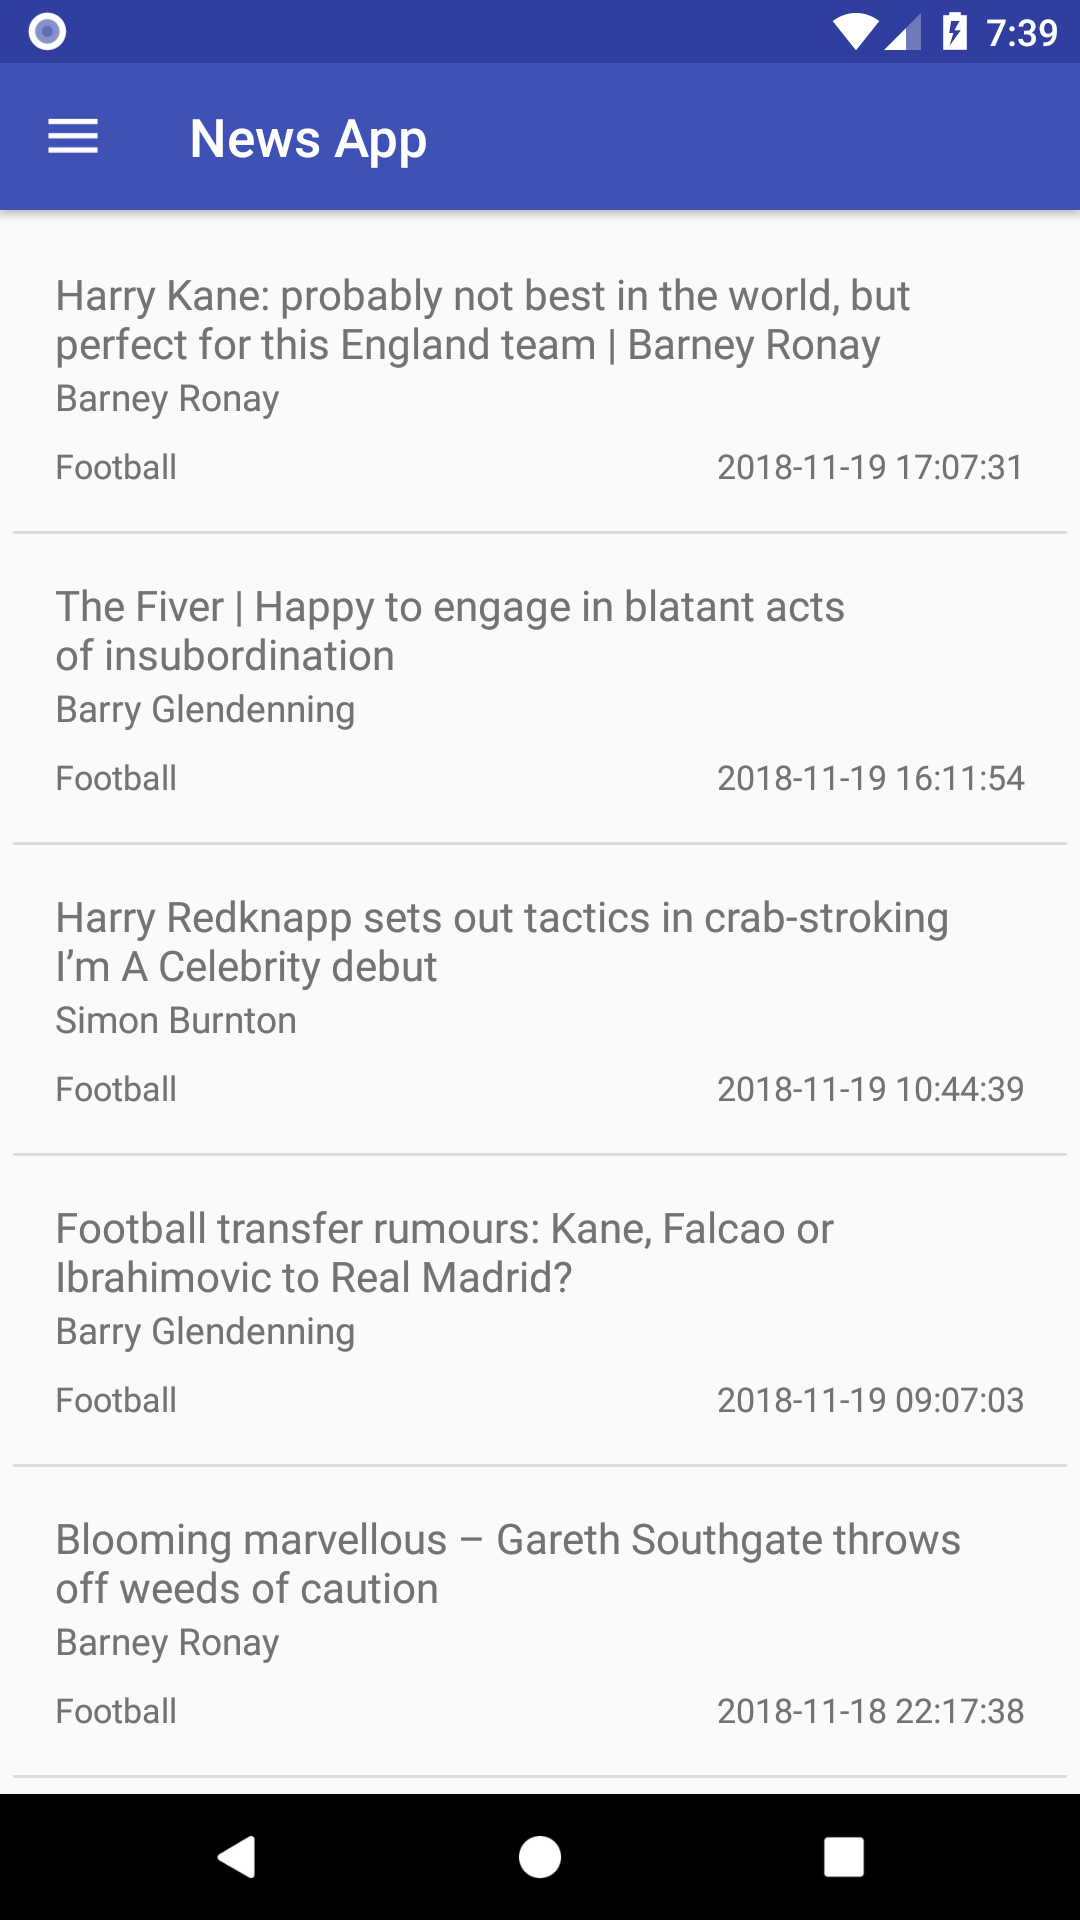 7:39
News App
Harry Kane: probably not best in the world, but
perfect for this England team | Barney Ronay
Barney Ronay
Football 2018-11-19 17:07:31
The Fiver | Happy to engage in blatant acts
of insubordination
Barry Glendenning
Football 2018-11-19 16:11:54
Harry Redknapp sets out tactics in crab-stroking
I’m A Celebrity debut
Simon Burnton
Football 2018-11-19 10:44:39
Football transfer rumours: Kane, Falcao or
Ibrahimovic to Real Madrid?
Barry Glendenning
Football 2018-11-19 09:07:03
Blooming marvellous – Gareth Southgate throws
off weeds of caution
Barney Ronay
Football 2018-11-18 22:17:38